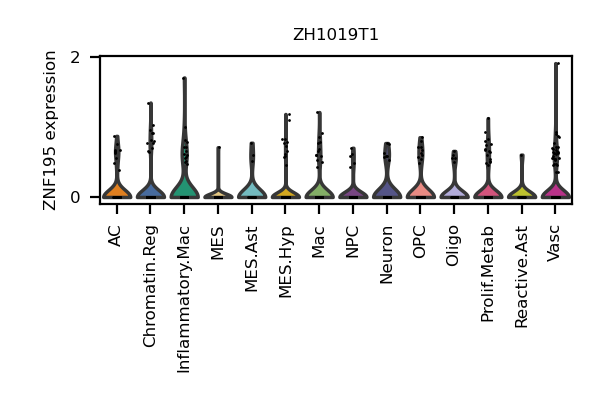 ZH1019T1
ZNF195 expression
2
0
AC
Chromatin.Reg
Inflammatory.Mac
MES
MES.Ast
MES.Hyp
Mac
NPC
Neuron
OPC
Oligo
Prolif.Metab
Reactive.Ast
Vasc